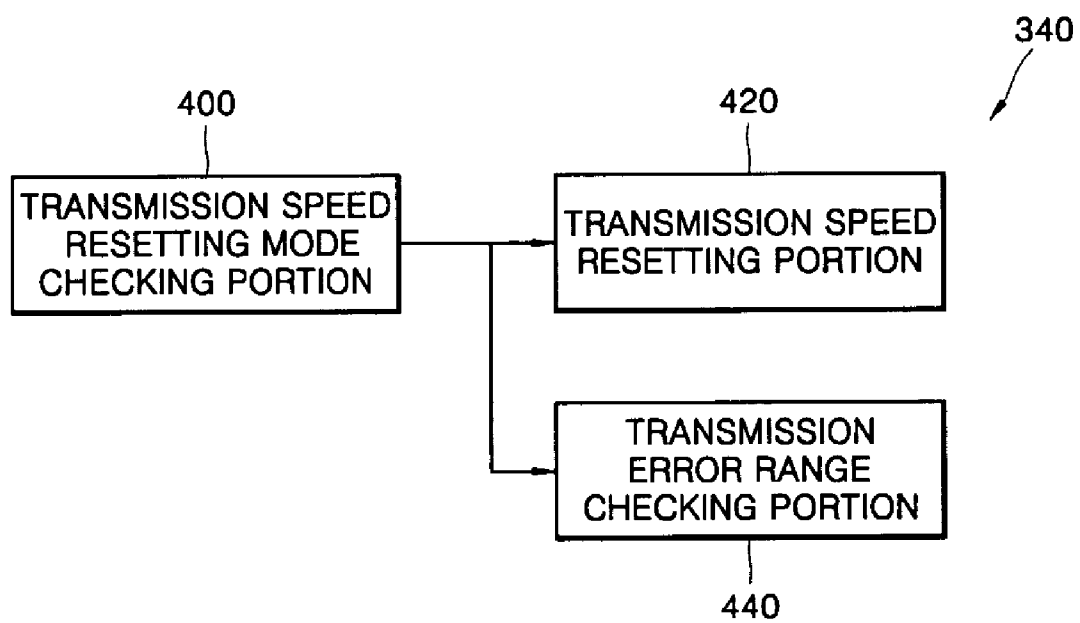 340
400
420
TRANSMISSION SPEED
RESETTING MODE
CHECKING PORTION
TRANSMISSION SPEED
RESETTING PORTION
TRANSMISSION
ERROR RANGE
CHECKING PORTION
440